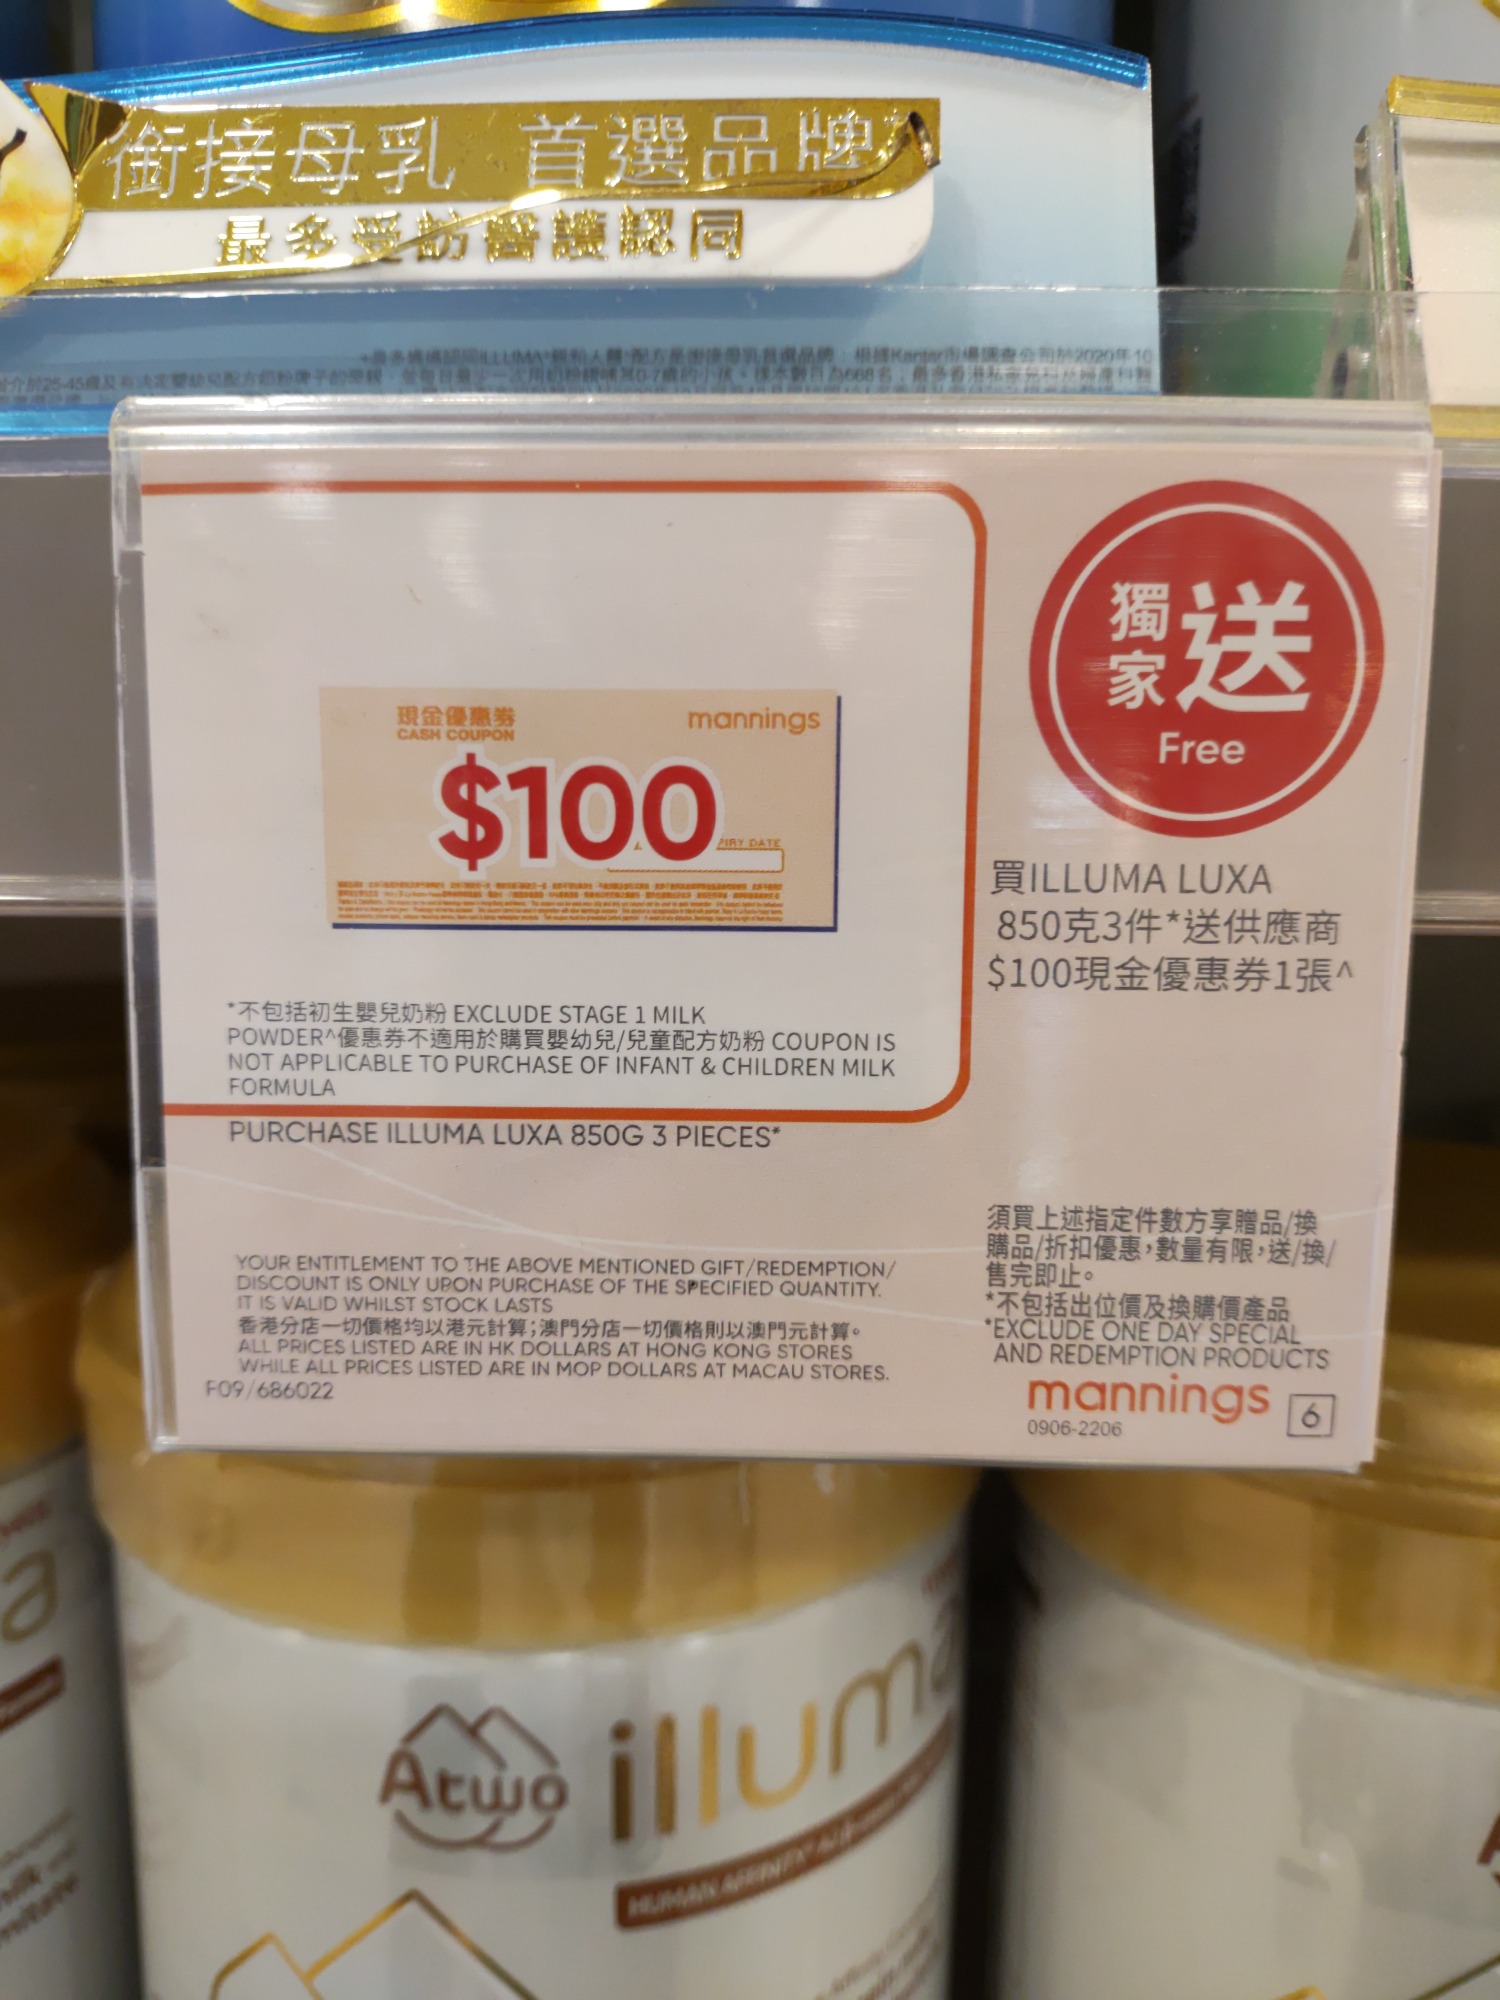 銜接母乳 首選品牌
最多受訪醫護認同
現金優惠券
CASH COUPON
mannings
$100
PIRY DATE
*不包括初生嬰兒奶粉 EXCLUDE STAGE 1 MILK
POWDER^優惠券不適用於購買嬰幼兒/兒童配方奶粉 COUPON IS
NOT APPLICABLE TO PURCHASE OF INFANT & CHILDREN MILK
FORMULA
PURCHASE ILLUMA LUXA 850G 3 PIECES*
YOUR ENTITLEMENT TO THE ABOVE MENTIONED GIFT/REDEMPTION/
DISCOUNT IS ONLY UPON PURCHASE OF THE SPECIFIED QUANTITY.
IT IS VALID WHILST STOCK LASTS
香港分店一切價格均以港元計算;澳門分店一切價格則以澳門元計算。
ALL PRICES LISTED ARE IN HK DOLLARS AT HONG KONG STORES
WHILE ALL PRICES LISTED ARE IN MOP DOLLARS AT MACAU STORES.
F09/686022
獨家送
Free
買ILLUMA LUXA
850克3件*送供應商
$100現金優惠券1張^
須買上述指定件數方享贈品/換
購品/折扣優惠,數量有限,送/換/
售完即止。
*不包括出位價及換購價產品
*EXCLUDE ONE DAY SPECIAL
AND REDEMPTION PRODUCTS
mannings
0906-2206
6
Atwo
illuma
HUMAN AFFINITY